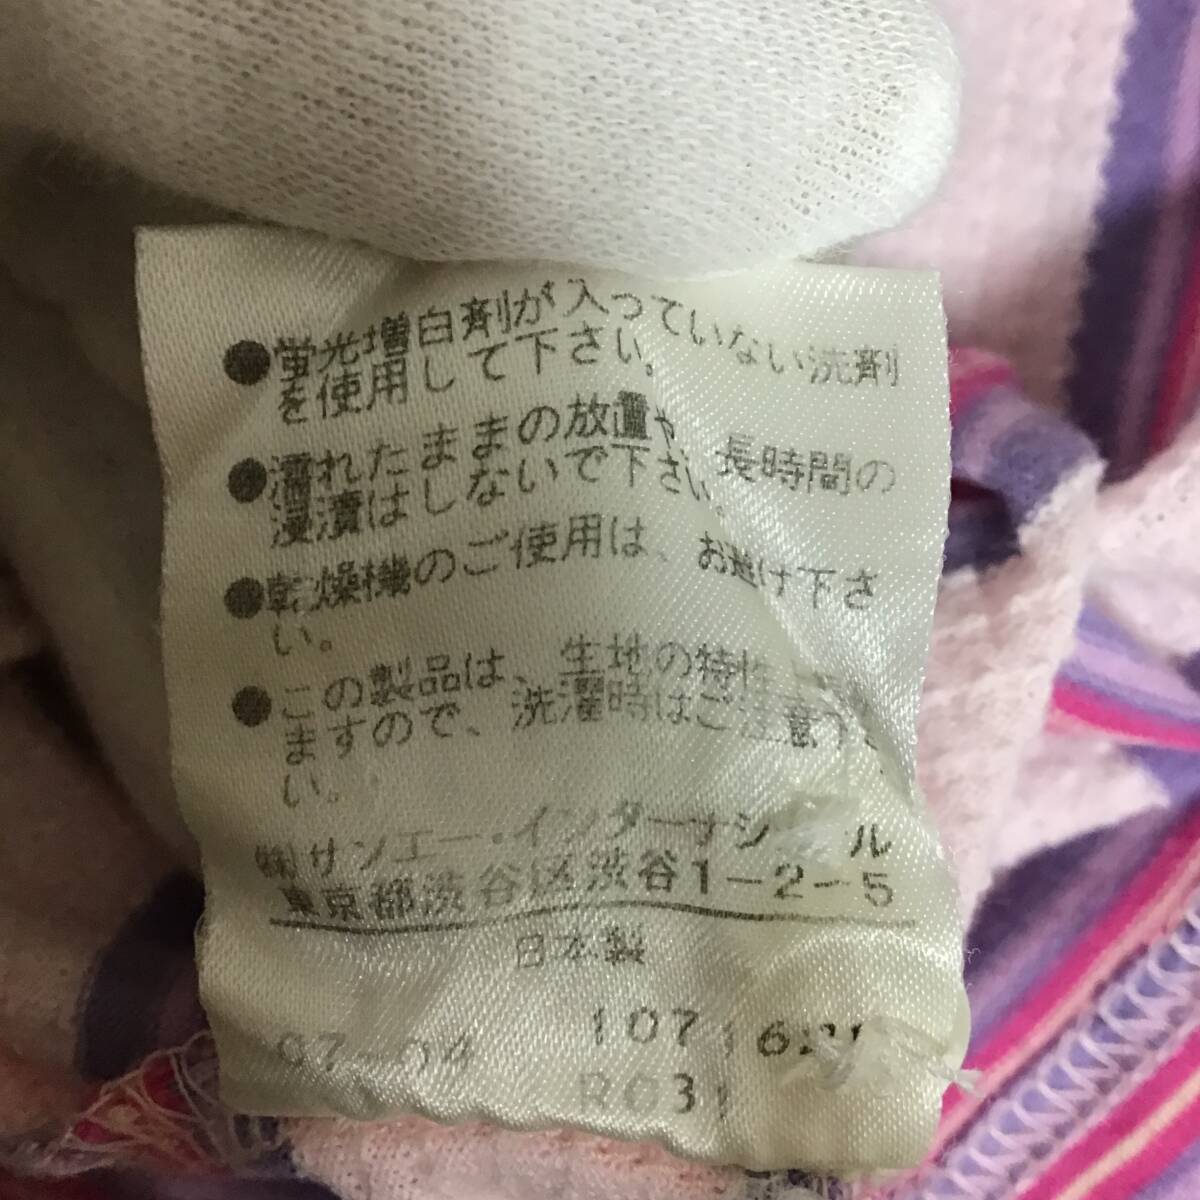 ●蛍光増白剤が入っていない洗剤
を使用して下さい。
●濡れたままの放置や、長時間の
浸漬はしないで下さい。
●乾燥機のご使用は、お避け下さ
い。
●この製品は、生地の特性
ますので、洗濯時はご注意
い。
㈱サンエー・インターナショナル
東京都渋谷区渋谷1-2-5
日本製
07-04
R031